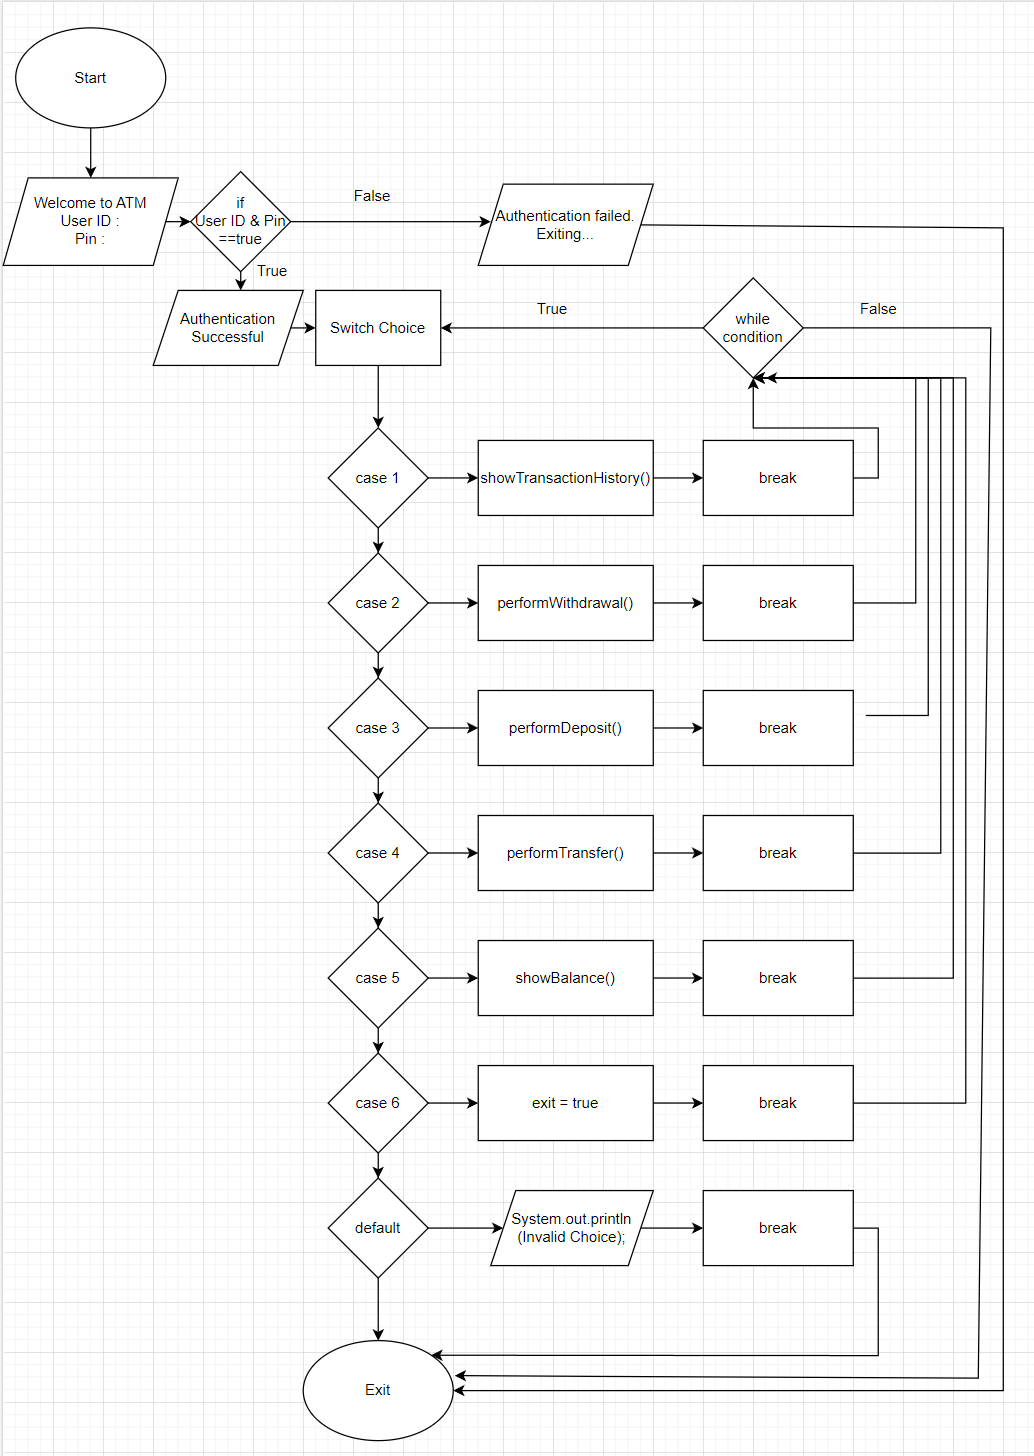 Start
Welcome to ATM
User ID :
Pin :
if
User ID & Pin
==true
False
Authentication failed.
Exiting...
True
Authentication
Successful
Switch Choice
True
while
condition
False
case 1
showTransactionHistory()
break
case 2
performWithdrawal()
break
case 3
performDeposit()
break
case 4
performTransfer()
break
case 5
showBalance()
break
case 6
exit = true
break
default
System.out.println
(Invalid Choice);
break
Exit